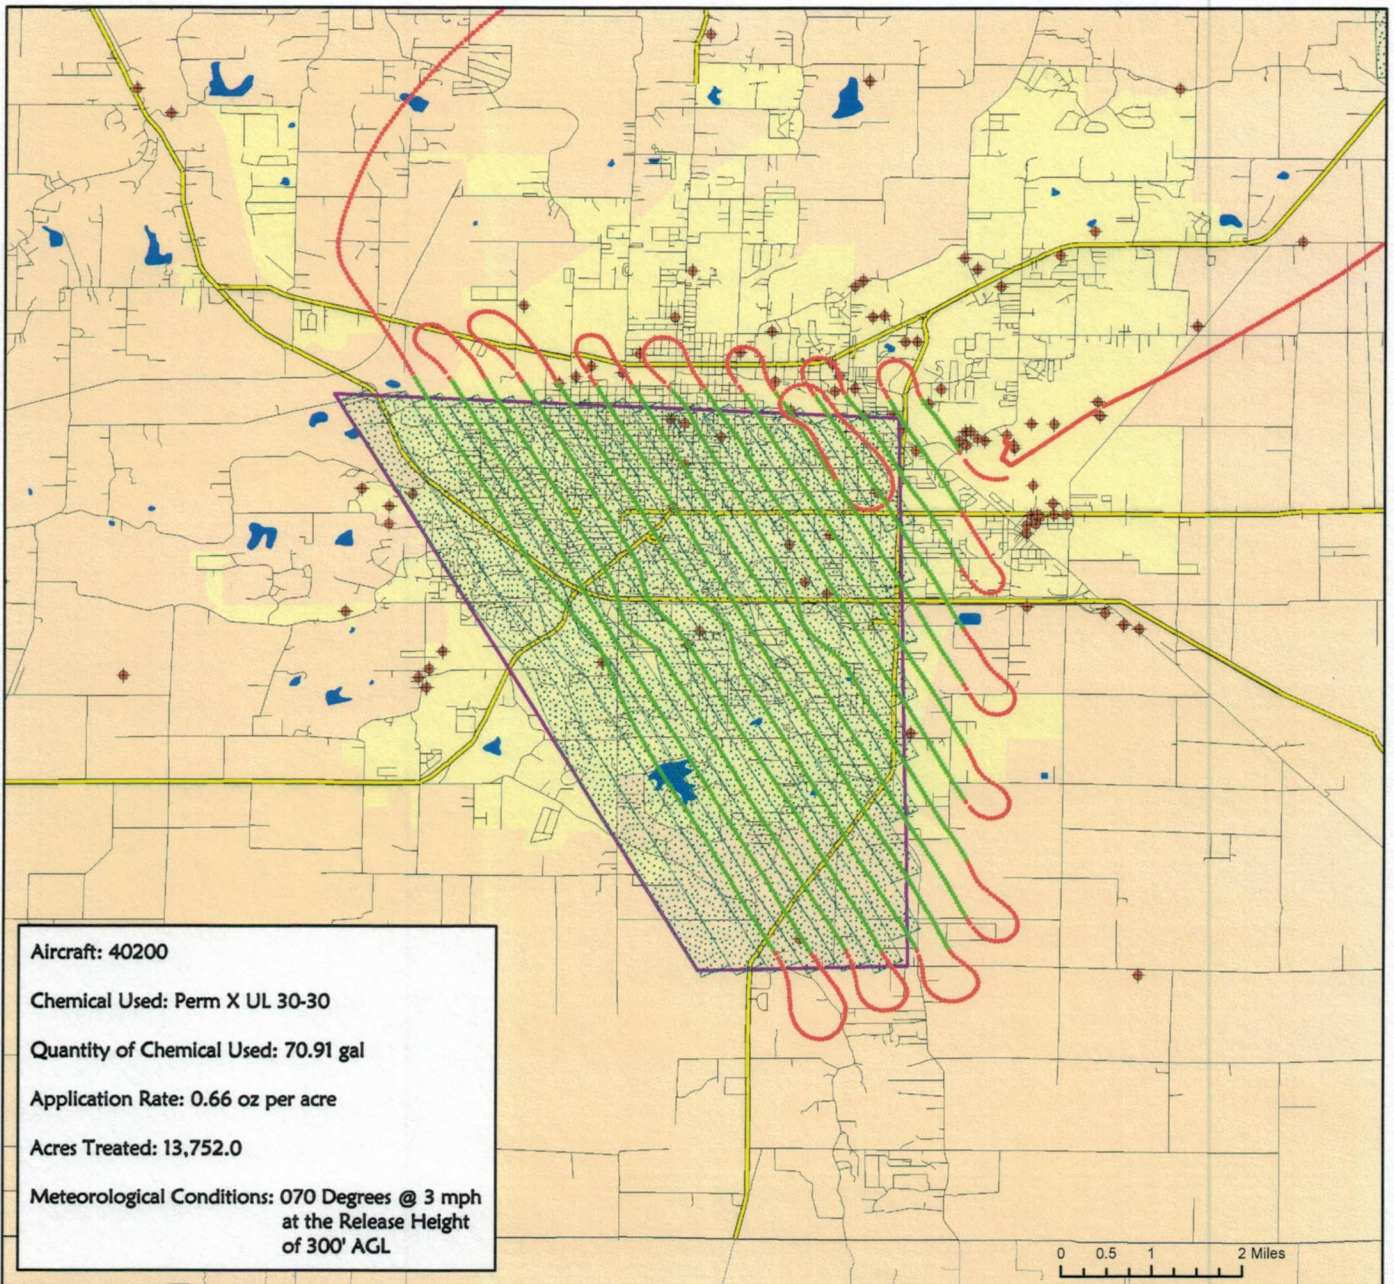 Aircraft: 40200
Chemical Used: Perm X UL 30-30
Quantity of Chemical Used: 70.91 gal
Application Rate: 0.66 oz per acre
Acres Treated: 13,752.0
Meteorological Conditions: 070 Degrees @ 3 mph
at the Release Height
of 300' AGL
0 0.5 1 2 Miles